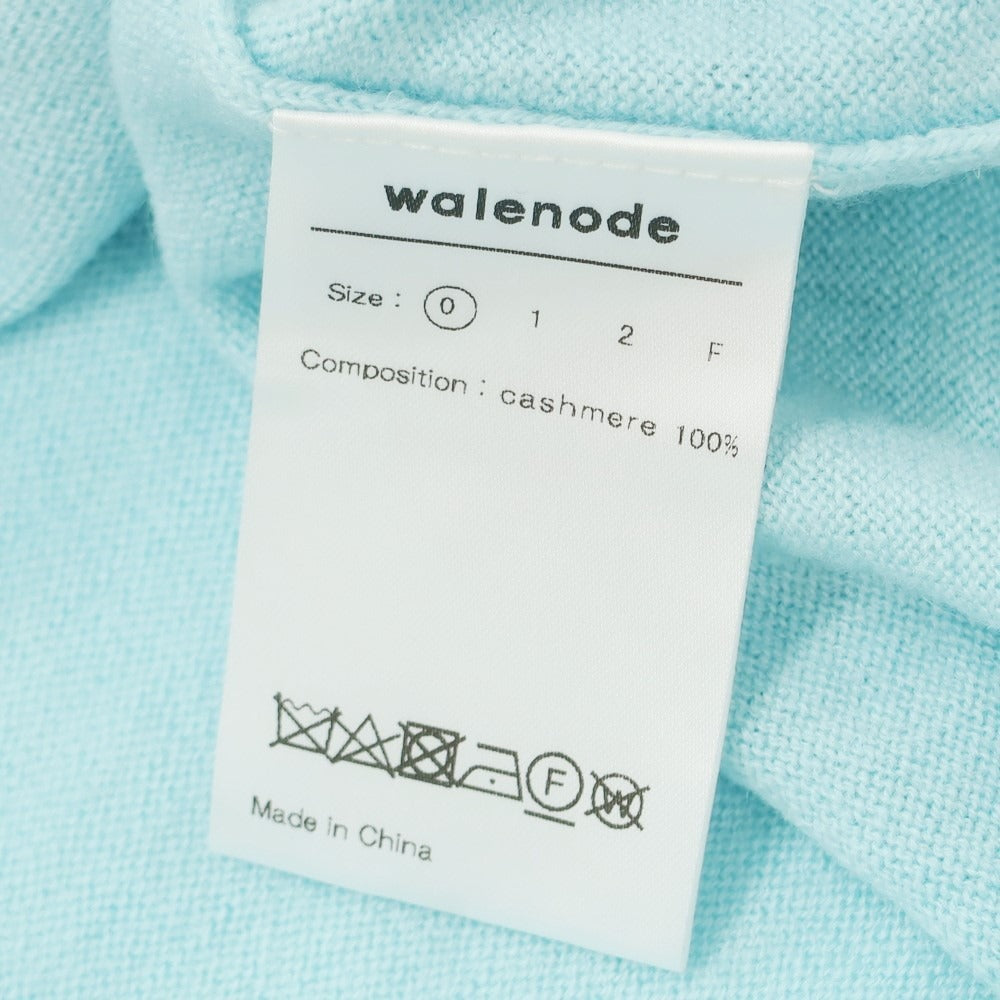 walenode
Size : 0 1 2 F
Composition : cashmere 100%
F W
Made in China